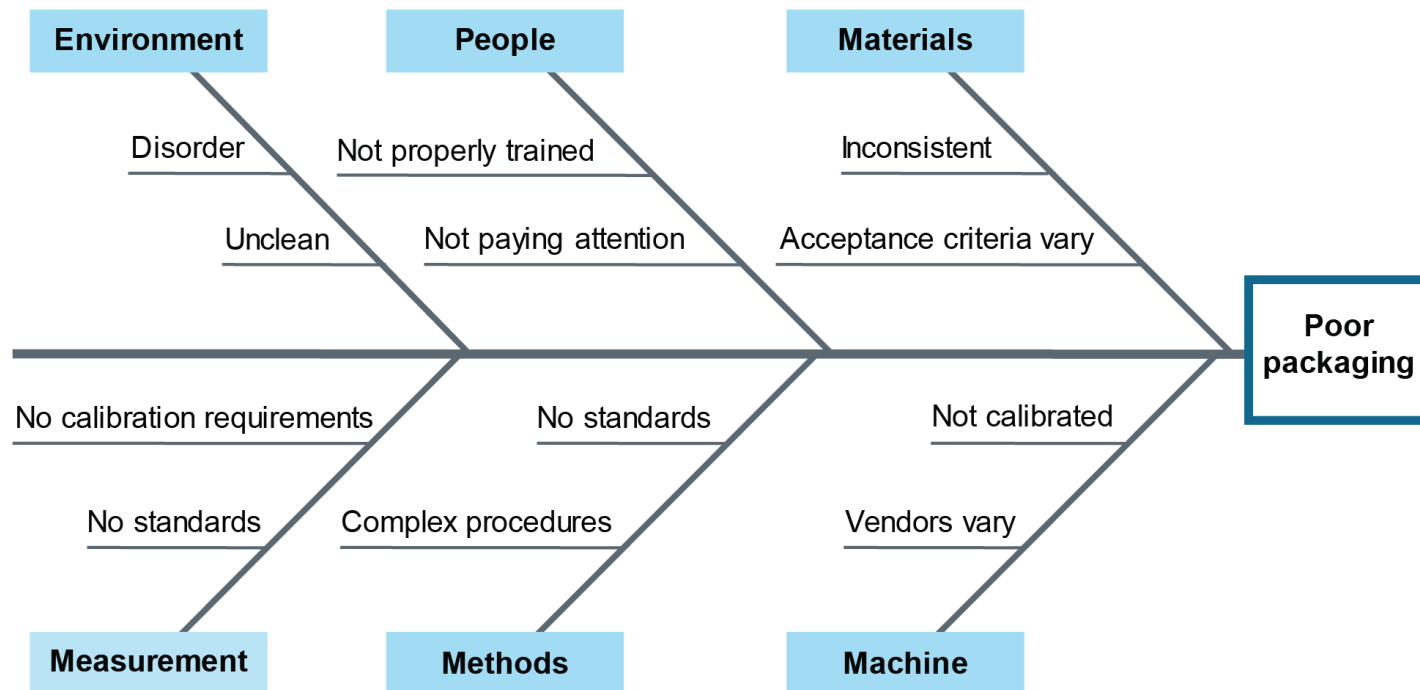 Environment
People
Materials
Disorder
Not properly trained
Inconsistent
Unclean
Not paying attention
Acceptance criteria vary
Poor
packaging
No calibration requirements
No standards
Not calibrated
No standards
Complex procedures
Vendors vary
Measurement
Methods
Machine